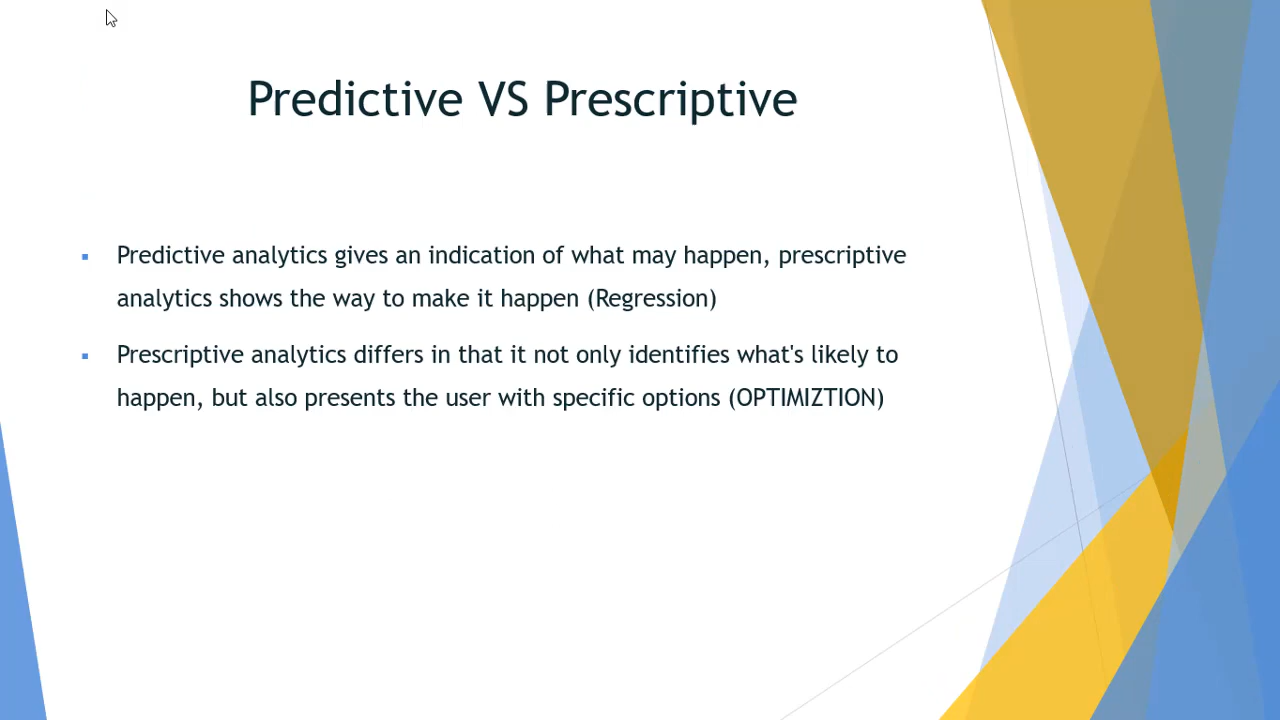 Predictive VS Prescriptive
Predictive analytics gives an indication of what may happen, prescriptive
analytics shows the way to make it happen (Regression)
Prescriptive analytics differs in that it not only identifies what's likely to
happen, but also presents the user with specific options (OPTIMIZTION)